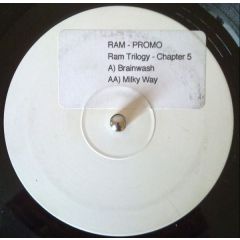 RAM - PROMO
Ram Trilogy - Chapter 5
A) Brainwash
AA) Milky Way